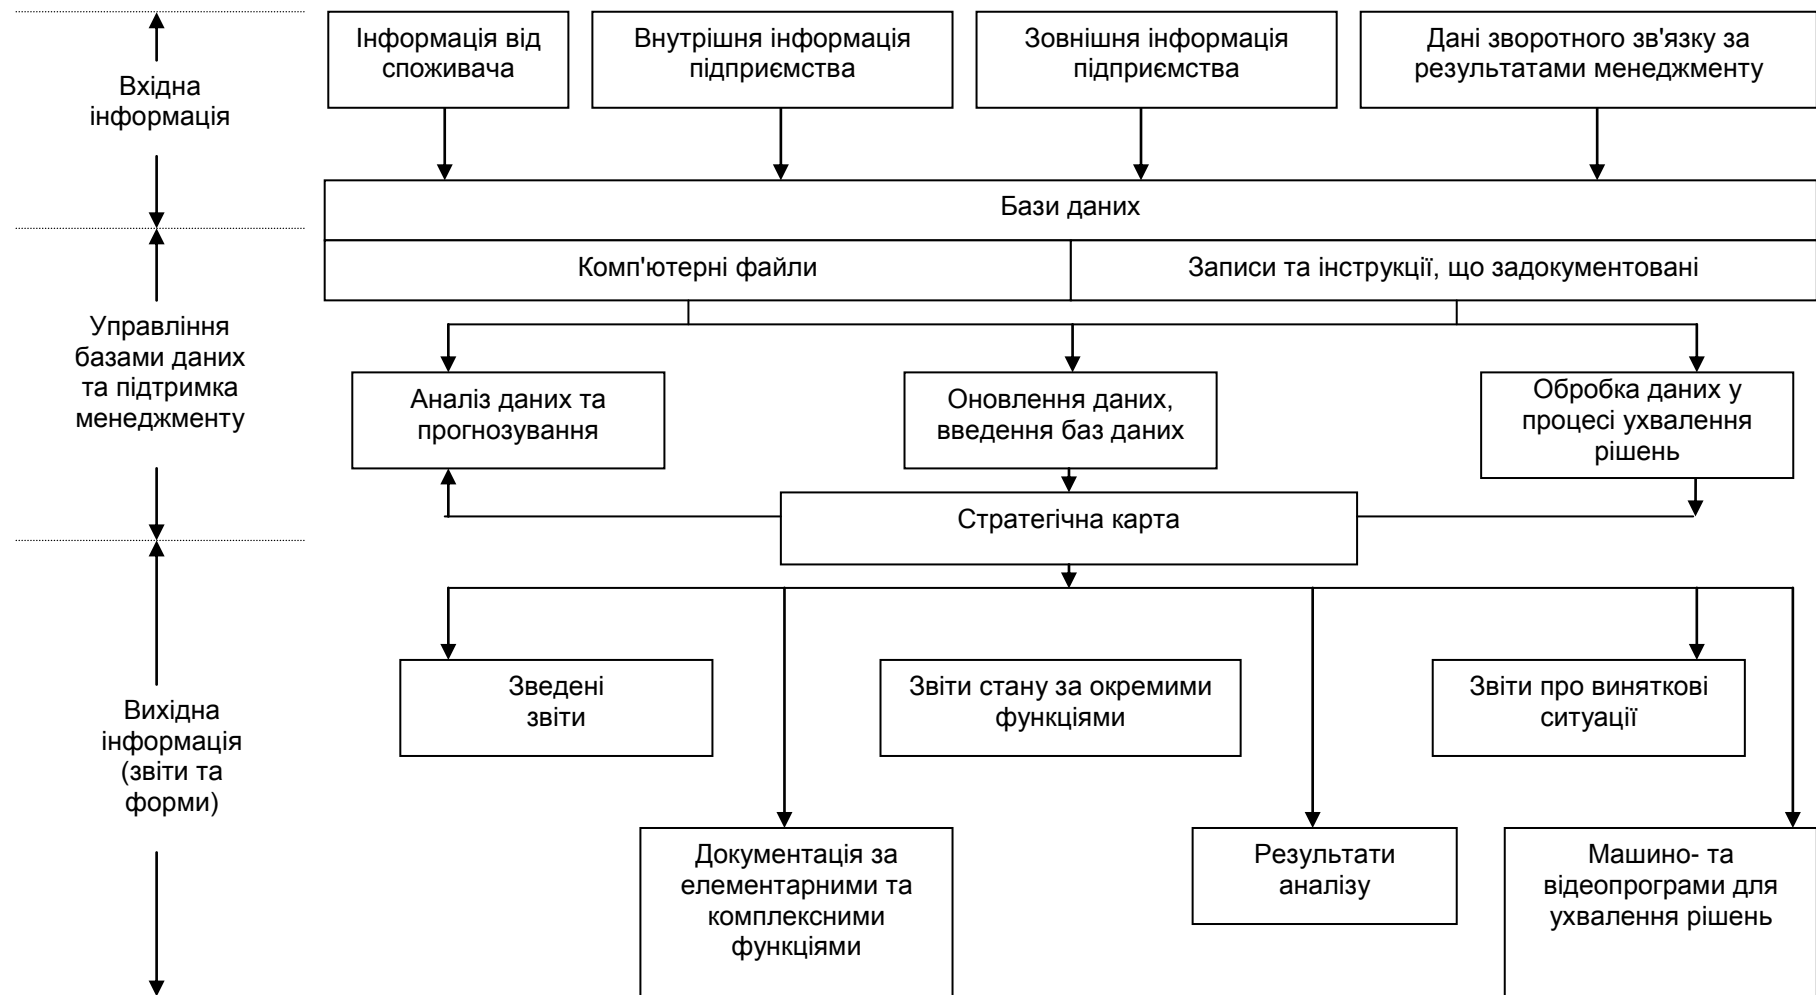 Інформація від
споживача
Внутрішня інформація
підприємства
Зовнішня інформація
підприємства
Дані зворотного зв'язку за
результатами менеджменту
Вхідна
інформація
Бази даних
Комп'ютерні файли
Записи та інструкції, що задокументовані
Управління
базами даних
та підтримка
менеджменту
Аналіз даних та
прогнозування
Оновлення даних,
введення баз даних
Обробка даних у
процесі ухвалення
рішень
Стратегічна карта
Вихідна
інформація
(звіти та
форми)
Зведені
звіти
Звіти стану за окремими
функціями
Звіти про виняткові
ситуації
Документація за
елементарними та
комплексними
функціями
Результати
аналізу
Машино- та
відеопрограми для
ухвалення рішень